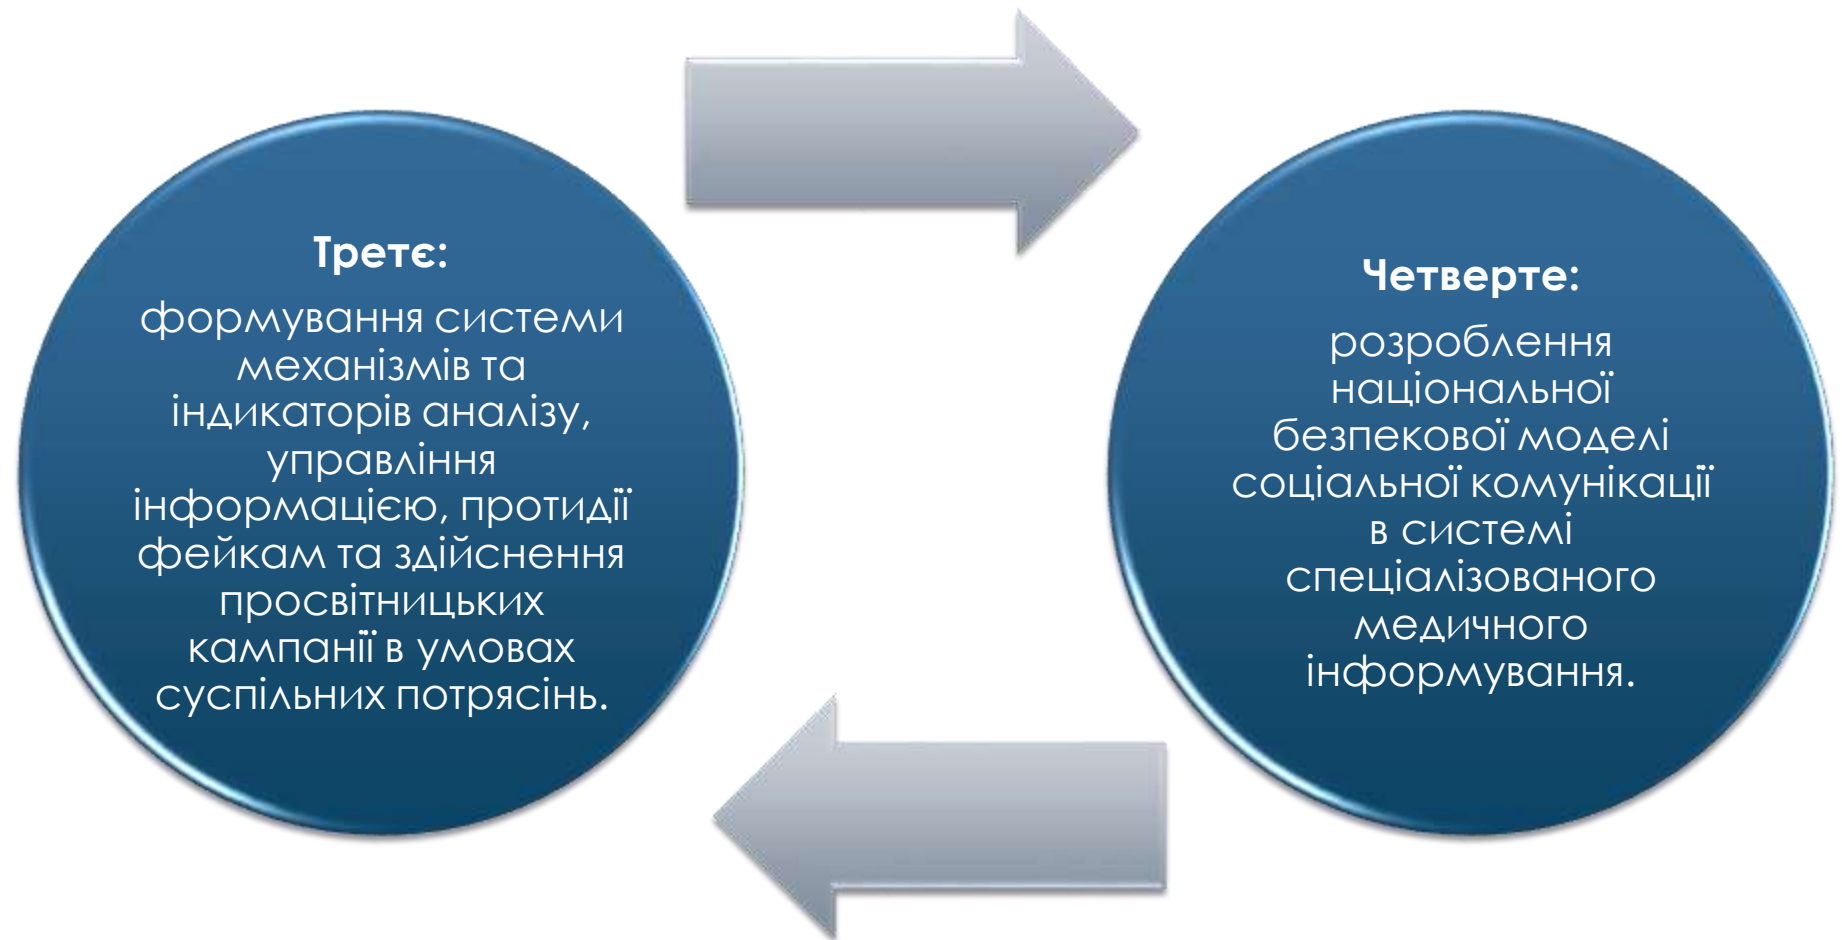 Третє:
формування системи
механізмів та
індикаторів аналізу,
управління
інформацією, протидії
фейкам та здійснення
просвітницьких
кампанії в умовах
суспільних потрясінь.
Четверте:
розроблення
національної
безпекової моделі
соціальної комунікації
в системі
спеціалізованого
медичного
інформування.